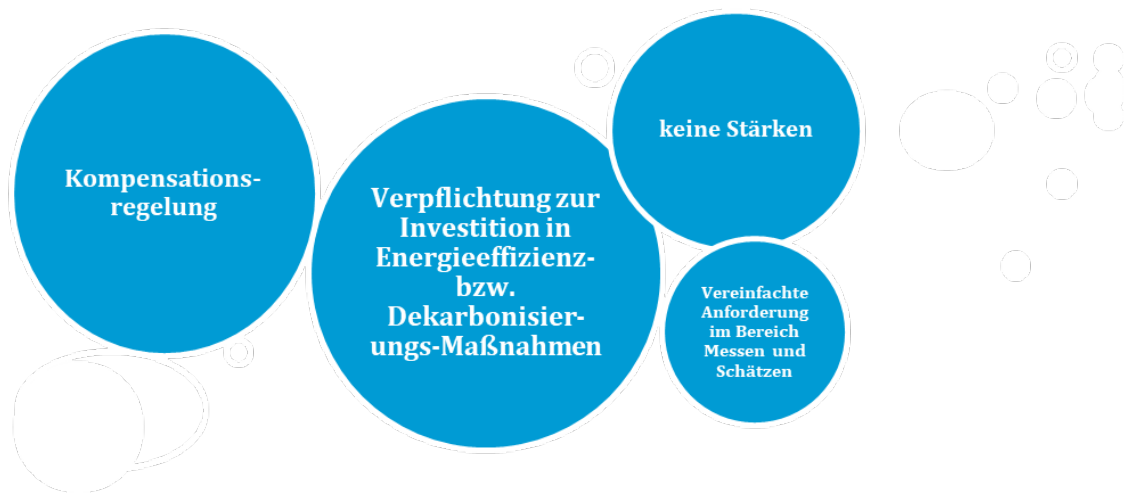 Kompensations-
regelung
Verpflichtung zur
Investition in
Energieeffizienz-
bzw.
Dekarbonisier-
ungs-Maßnahmen
keine Stärken
Vereinfachte
Anforderung
im Bereich
Messen und
Schätzen